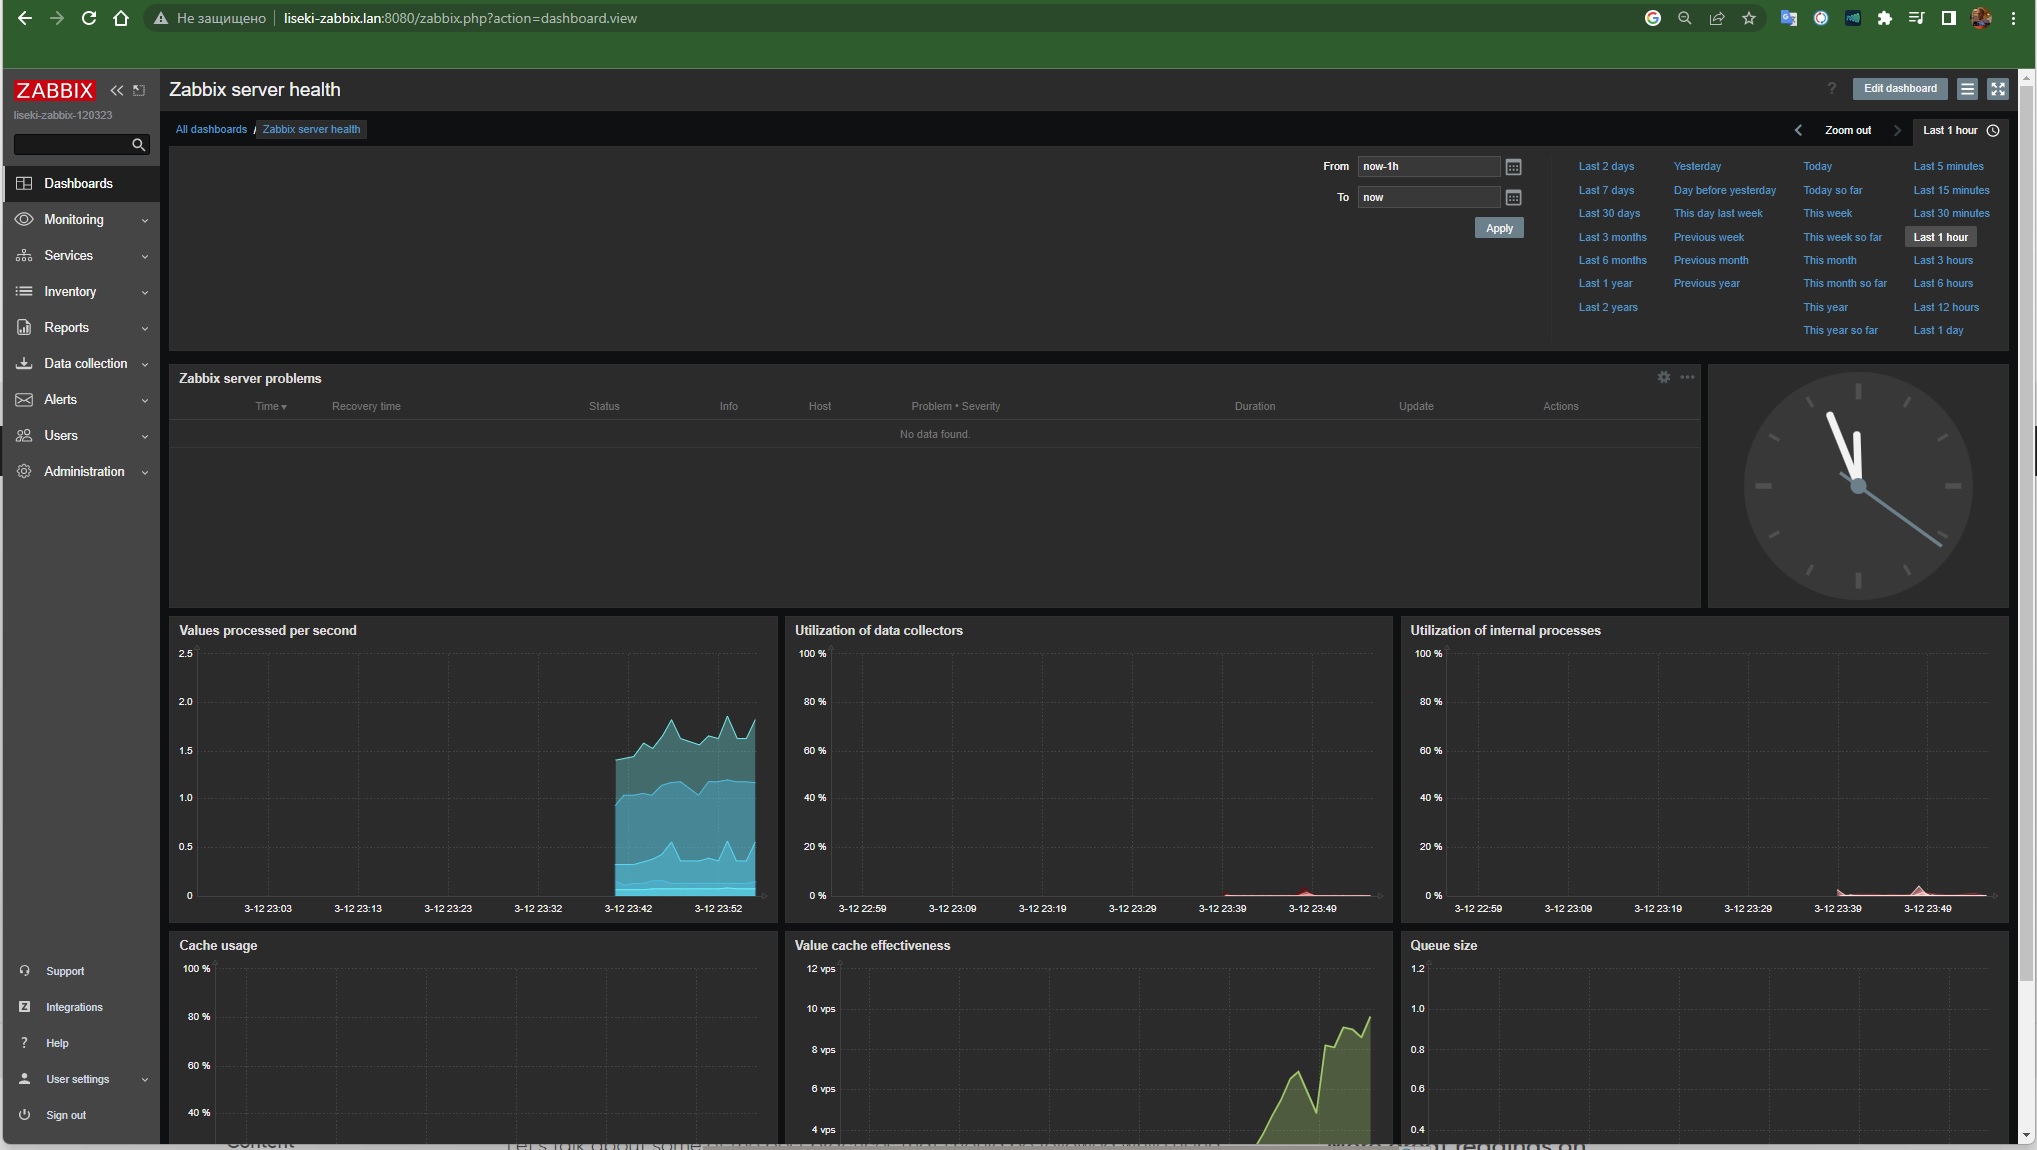 Не защищено liseki-zabbix.lan:8080/zabbix.php?action=dashboard.view
ZABBIX
liseki-zabbix-120323
Dashboards
Monitoring
Services
Inventory
Reports
Data collection
Alerts
Users
Administration
Support
Integrations
Help
User settings
Sign out
Zabbix server health
? Edit dashboard
All dashboards / Zabbix server health
Zoom out Last 1 hour
From now-1h
To now
Apply
Last 2 days Yesterday Today Last 5 minutes
Last 7 days Day before yesterday Today so far Last 15 minutes
Last 30 days This day last week This week Last 30 minutes
Last 3 months Previous week This week so far Last 1 hour
Last 6 months Previous month This month Last 3 hours
Last 1 year Previous year This month so far Last 6 hours
Last 2 years This year Last 12 hours
This year so far Last 1 day
Zabbix server problems
Time Recovery time Status Info Host Problem • Severity Duration Update Actions
No data found.
Values processed per second
2.5
2.0
1.5
1.0
0.5
0
3-12 23:03 3-12 23:13 3-12 23:23 3-12 23:32 3-12 23:42 3-12 23:52
Utilization of data collectors
100 %
80 %
60 %
40 %
20 %
0 %
3-12 22:59 3-12 23:09 3-12 23:19 3-12 23:29 3-12 23:39 3-12 23:49
Utilization of internal processes
100 %
80 %
60 %
40 %
20 %
0 %
3-12 22:59 3-12 23:09 3-12 23:19 3-12 23:29 3-12 23:39 3-12 23:49
Cache usage
100 %
80 %
60 %
40 %
Value cache effectiveness
12 vps
10 vps
8 vps
6 vps
4 vps
Queue size
1.2
1.0
0.8
0.6
0.4